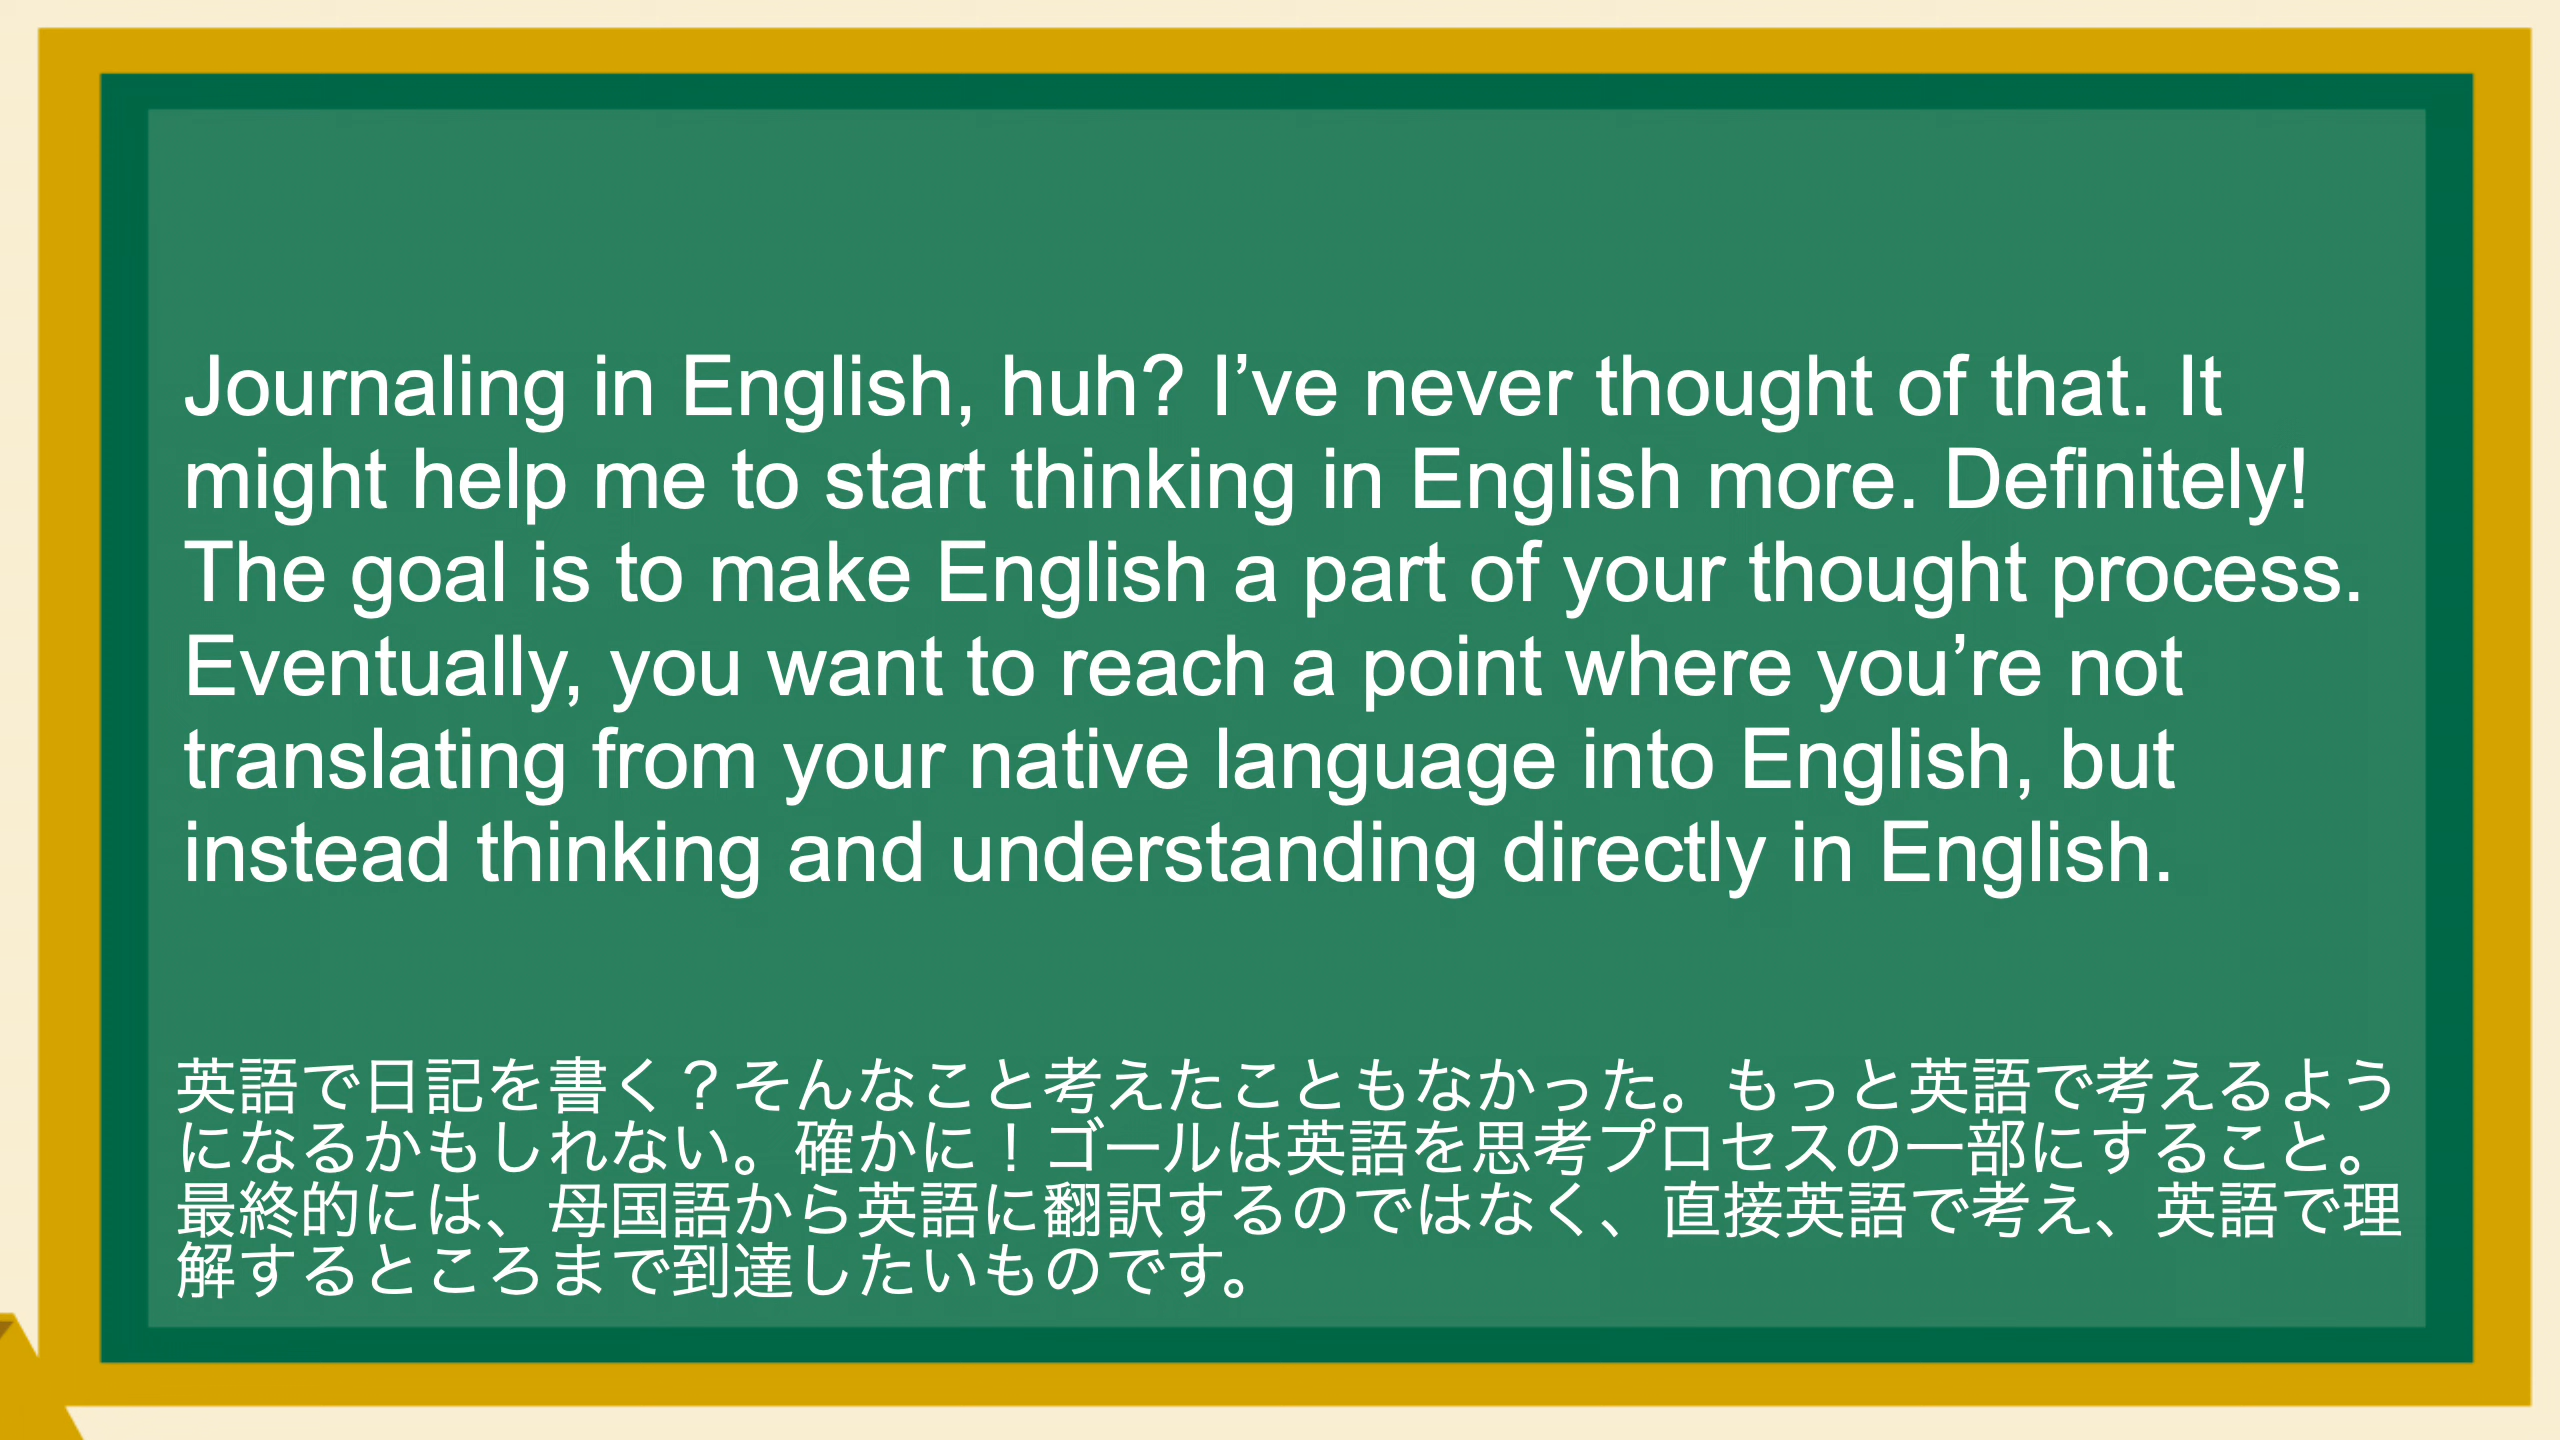 Journaling in English, huh? I’ve never thought of that. It
might help me to start thinking in English more. Definitely!
The goal is to make English a part of your thought process.
Eventually, you want to reach a point where you’re not
translating from your native language into English, but
instead thinking and understanding directly in English.
英語で日記を書く？そんなこと考えたこともなかった。もっと英語で考えるよう
になるかもしれない。確かに！ゴールは英語を思考プロセスの一部にすること。
最終的には、母国語から英語に翻訳するのではなく、直接英語で考え、英語で理
解するところまで到達したいものです。